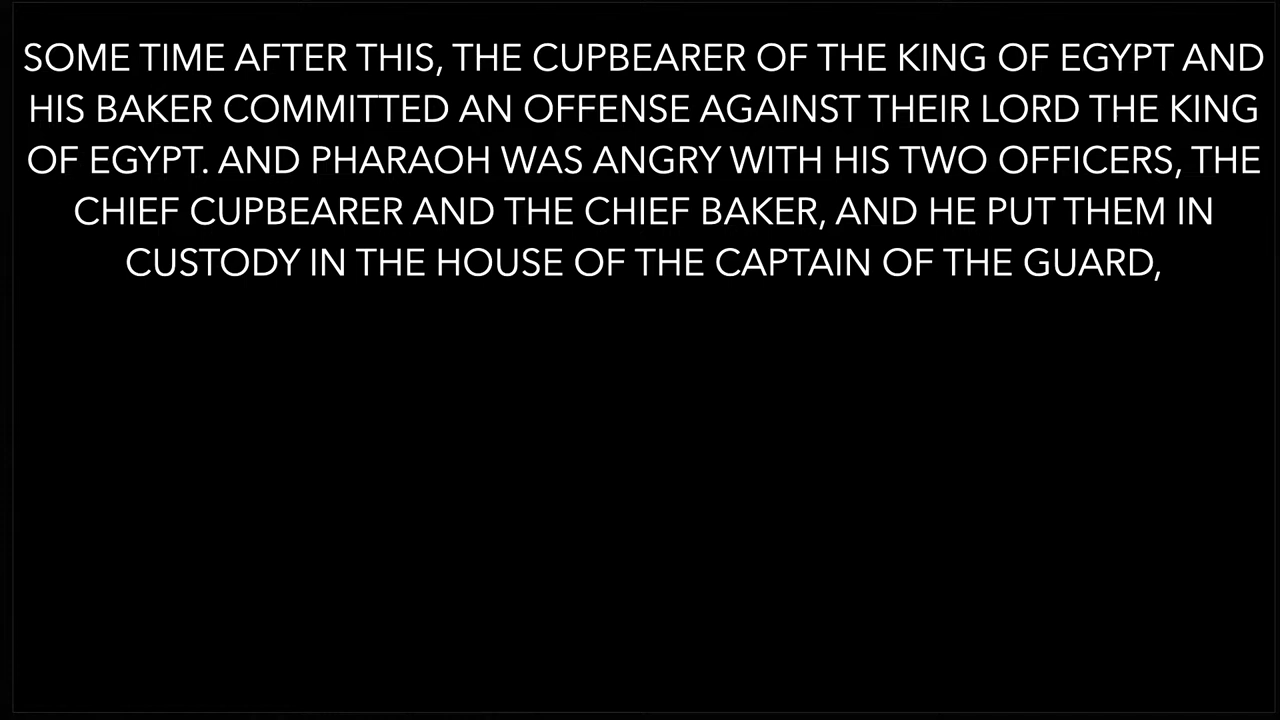 SOME TIME AFTER THIS, THE CUPBEARER OF THE KING OF EGYPT AND
HIS BAKER COMMITTED AN OFFENSE AGAINST THEIR LORD THE KING
OF EGYPT. AND PHARAOH WAS ANGRY WITH HIS TWO OFFICERS, THE
CHIEF CUPBEARER AND THE CHIEF BAKER, AND HE PUT THEM IN
CUSTODY IN THE HOUSE OF THE CAPTAIN OF THE GUARD,